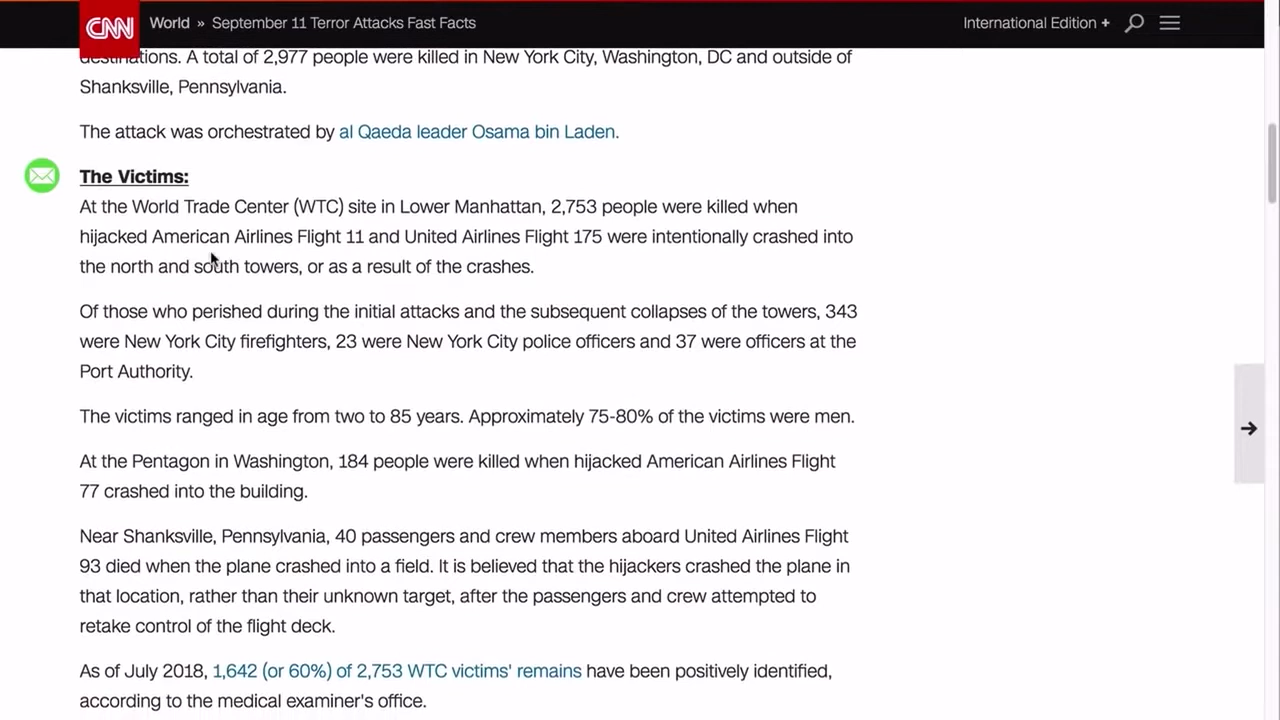 CNN World » September 11 Terror Attacks Fast Facts International Edition +
destinations. A total of 2,977 people were killed in New York City, Washington, DC and outside of
Shanksville, Pennsylvania.
The attack was orchestrated by al Qaeda leader Osama bin Laden.
The Victims:
At the World Trade Center (WTC) site in Lower Manhattan, 2,753 people were killed when
hijacked American Airlines Flight 11 and United Airlines Flight 175 were intentionally crashed into
the north and south towers, or as a result of the crashes.
Of those who perished during the initial attacks and the subsequent collapses of the towers, 343
were New York City firefighters, 23 were New York City police officers and 37 were officers at the
Port Authority.
The victims ranged in age from two to 85 years. Approximately 75-80% of the victims were men.
At the Pentagon in Washington, 184 people were killed when hijacked American Airlines Flight
77 crashed into the building.
Near Shanksville, Pennsylvania, 40 passengers and crew members aboard United Airlines Flight
93 died when the plane crashed into a field. It is believed that the hijackers crashed the plane in
that location, rather than their unknown target, after the passengers and crew attempted to
retake control of the flight deck.
As of July 2018, 1,642 (or 60%) of 2,753 WTC victims' remains have been positively identified,
according to the medical examiner's office.